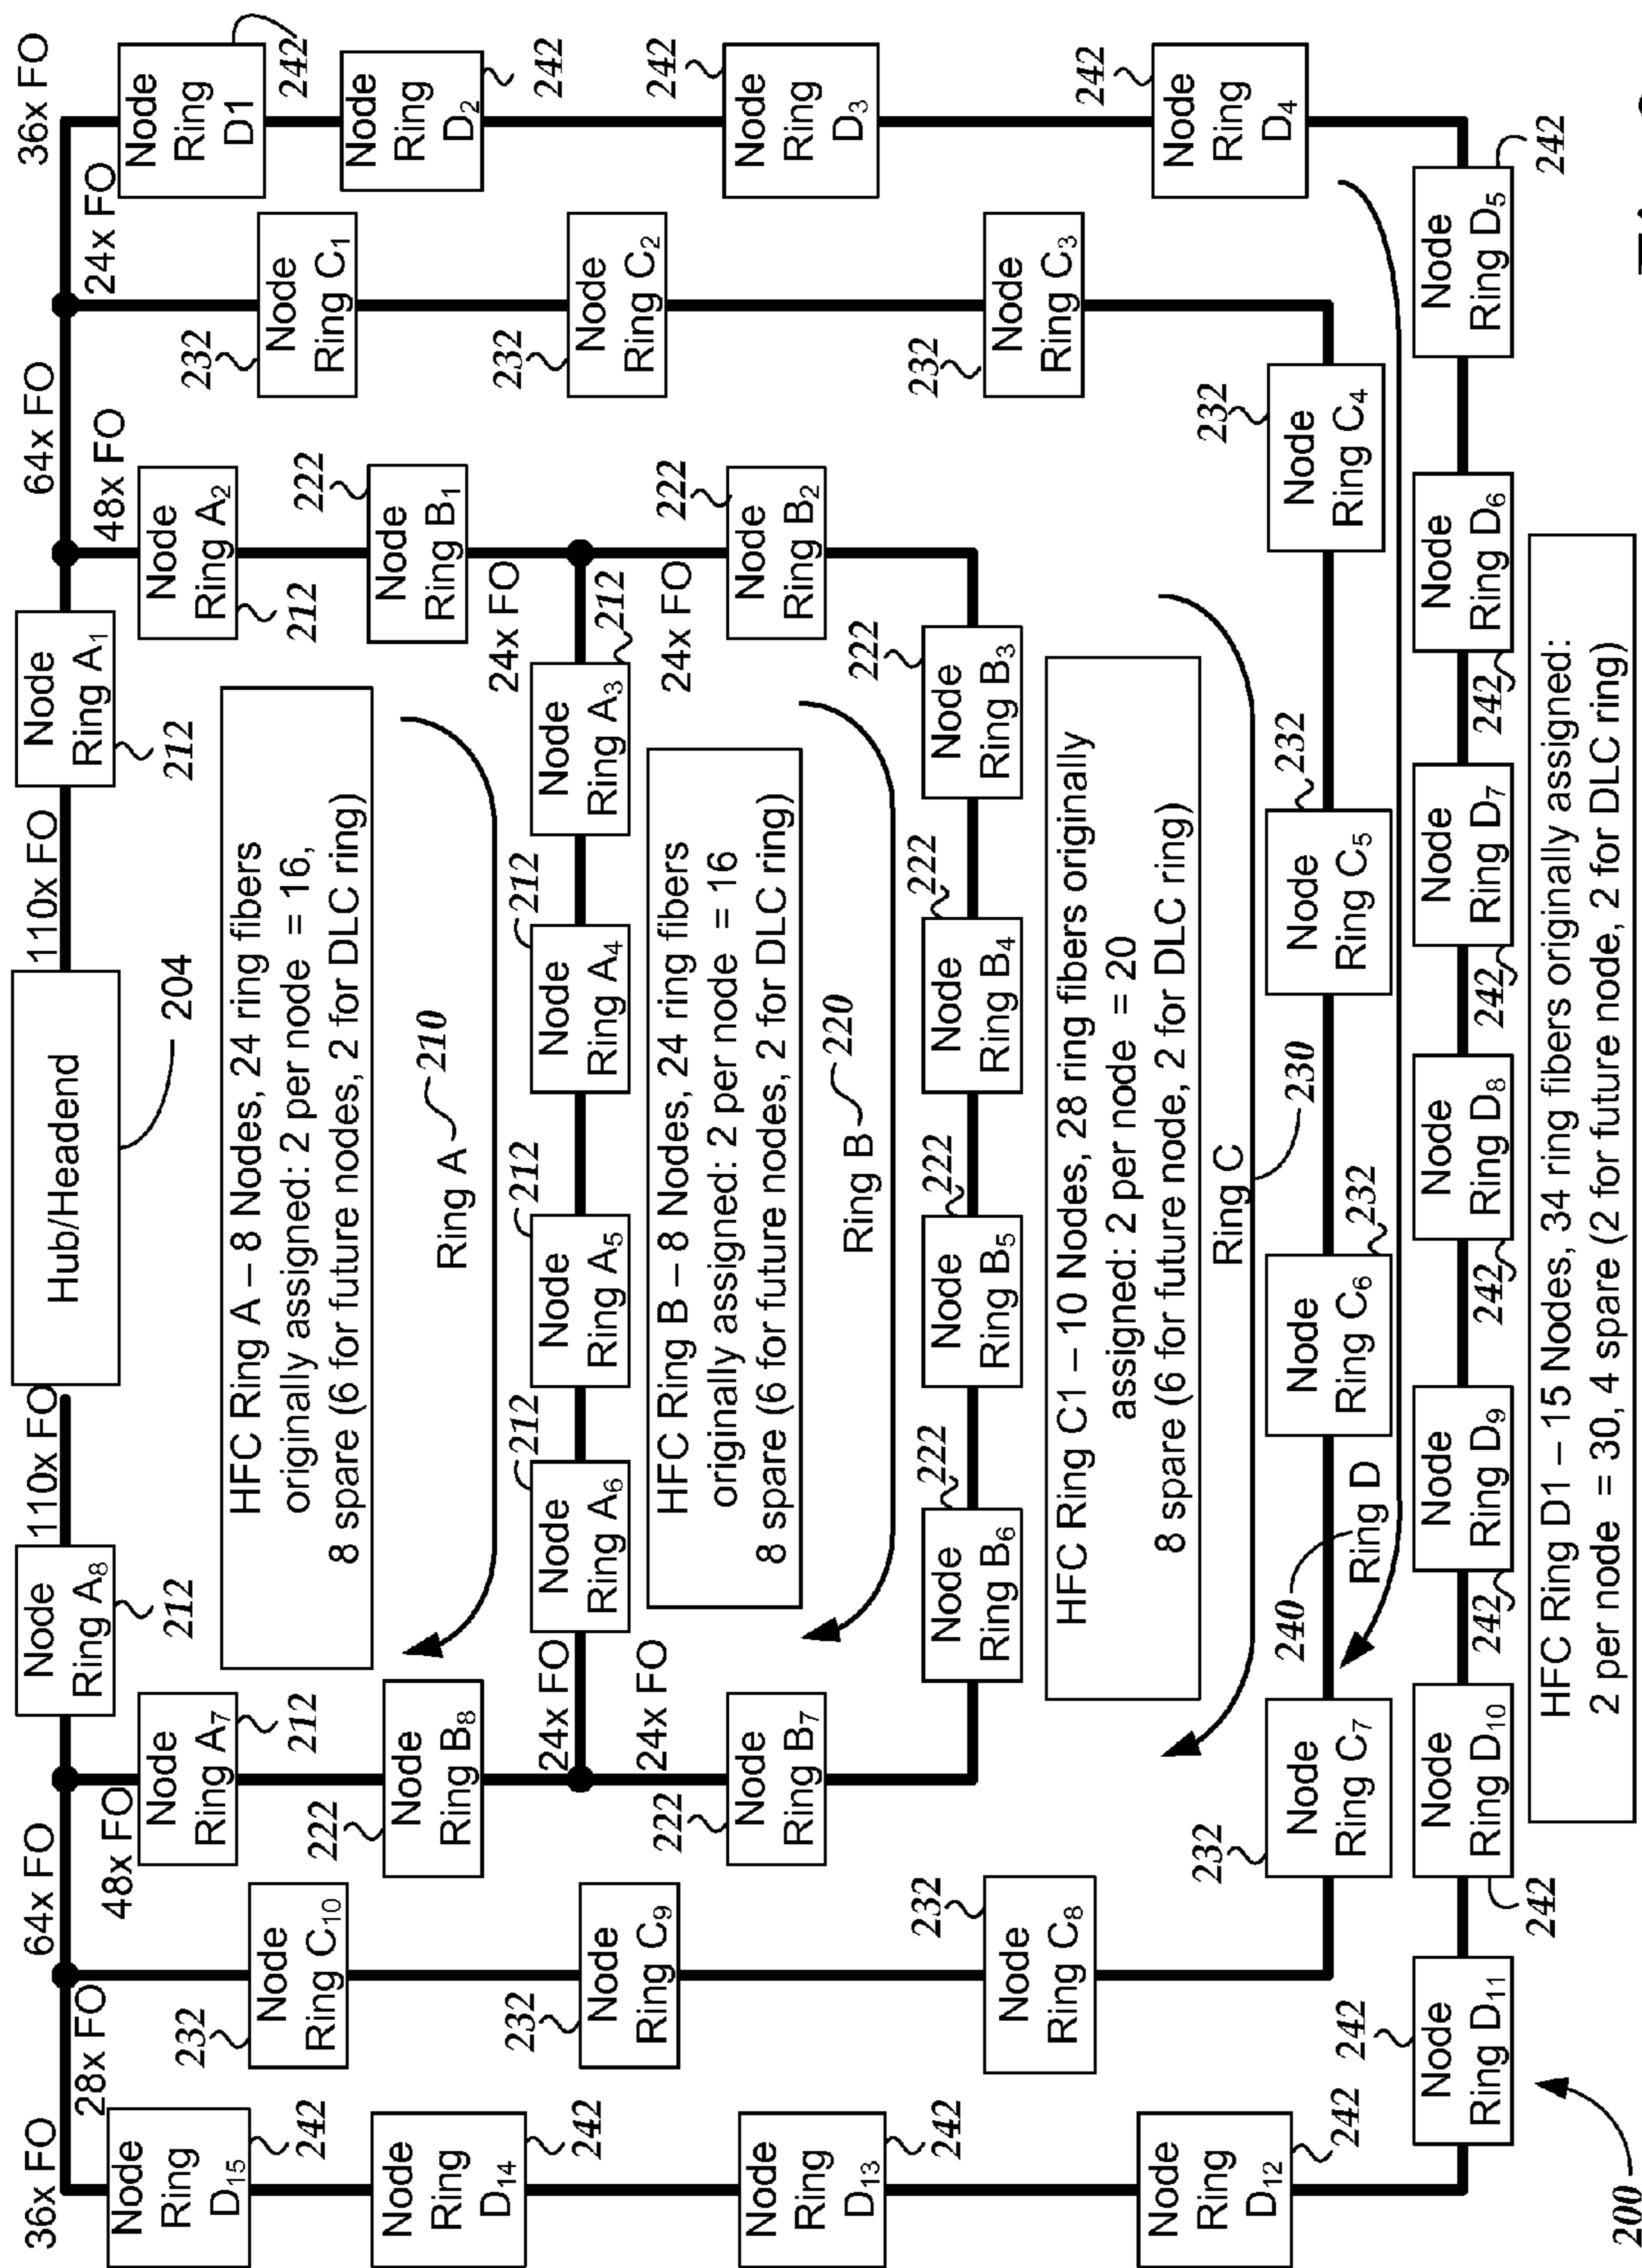 36x FO
64x FO
110x FO
110x FO
64x FO
36x FO
Node
Ring A₈
Hub/Headend
Node
Ring A₁
28x FO
48x FO
48x FO
24x FO
212
204
212
Node
Ring
D₁₅
242
Node
Ring A₇
212
Node
Ring A₂
212
Node
Ring
D1
242
Node
Ring C₁₀
232
Node
Ring C₁
232
HFC Ring A – 8 Nodes, 24 ring fibers
originally assigned: 2 per node = 16,
8 spare (6 for future nodes, 2 for DLC ring)
Node
Ring
D₁₄
242
Node
Ring B₈
222
Node
Ring B₁
222
Node
Ring
D₂
242
Ring A
210
24x FO
24x FO
Node
Ring C₉
232
Node
Ring A₆
212
Node
Ring A₅
212
Node
Ring A₄
212
Node
Ring A₃
212
Node
Ring C₂
232
24x FO
24x FO
HFC Ring B – 8 Nodes, 24 ring fibers
originally assigned: 2 per node = 16
8 spare (6 for future nodes, 2 for DLC ring)
Node
Ring
D₁₃
242
Node
Ring B₇
222
Node
Ring B₂
222
Node
Ring
D₃
242
Ring B
220
Node
Ring C₈
232
Node
Ring B₆
222
Node
Ring B₅
222
Node
Ring B₄
222
Node
Ring B₃
222
Node
Ring C₃
232
HFC Ring C1 – 10 Nodes, 28 ring fibers originally
assigned: 2 per node = 20
8 spare (6 for future node, 2 for DLC ring)
Node
Ring
D₁₂
242
Node
Ring
D₄
242
Ring C
230
Node
Ring C₇
232
Node
Ring C₆
232
Node
Ring C₅
232
Node
Ring C₄
232
240
Ring D
Node
Ring D₁₁
242
Node
Ring D₁₀
242
Node
Ring D₉
242
Node
Ring D₈
242
Node
Ring D₇
242
Node
Ring D₆
242
Node
Ring D₅
242
HFC Ring D1 – 15 Nodes, 34 ring fibers originally assigned:
2 per node = 30, 4 spare (2 for future node, 2 for DLC ring)
200